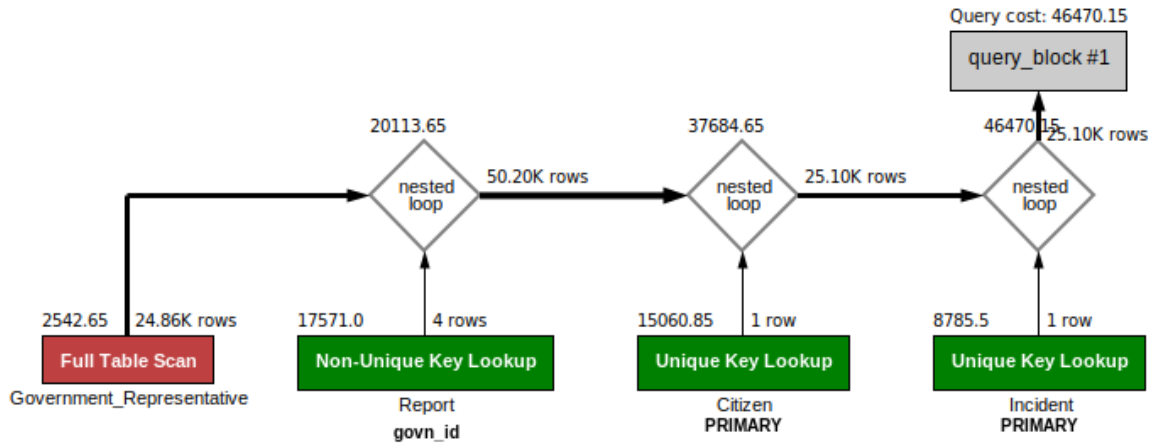 Query cost: 46470.15
query_block #1
20113.65
37684.65
46470.15
25.10K rows
nested
loop
50.20K rows
nested
loop
25.10K rows
nested
loop
2542.65
24.86K rows
17571.0
4 rows
15060.85
1 row
8785.5
1 row
Full Table Scan
Non-Unique Key Lookup
Unique Key Lookup
Unique Key Lookup
Government_Representative
Report
govn_id
Citizen
PRIMARY
Incident
PRIMARY